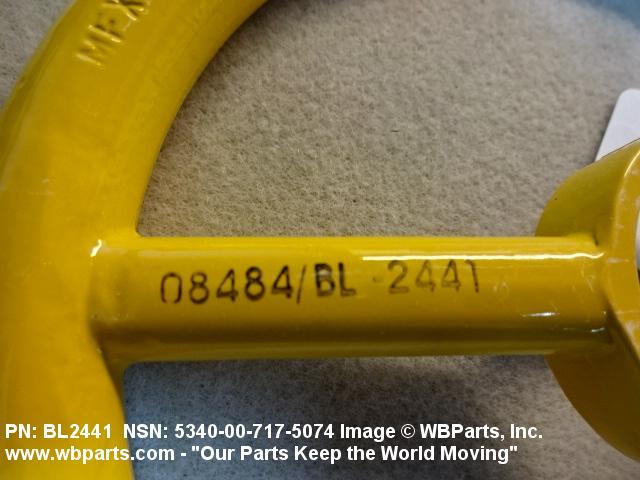 MEX
08484/BL-2441
PN: BL2441 NSN: 5340-00-717-5074 Image © WBParts, Inc.
www.wbparts.com - "Our Parts Keep the World Moving"